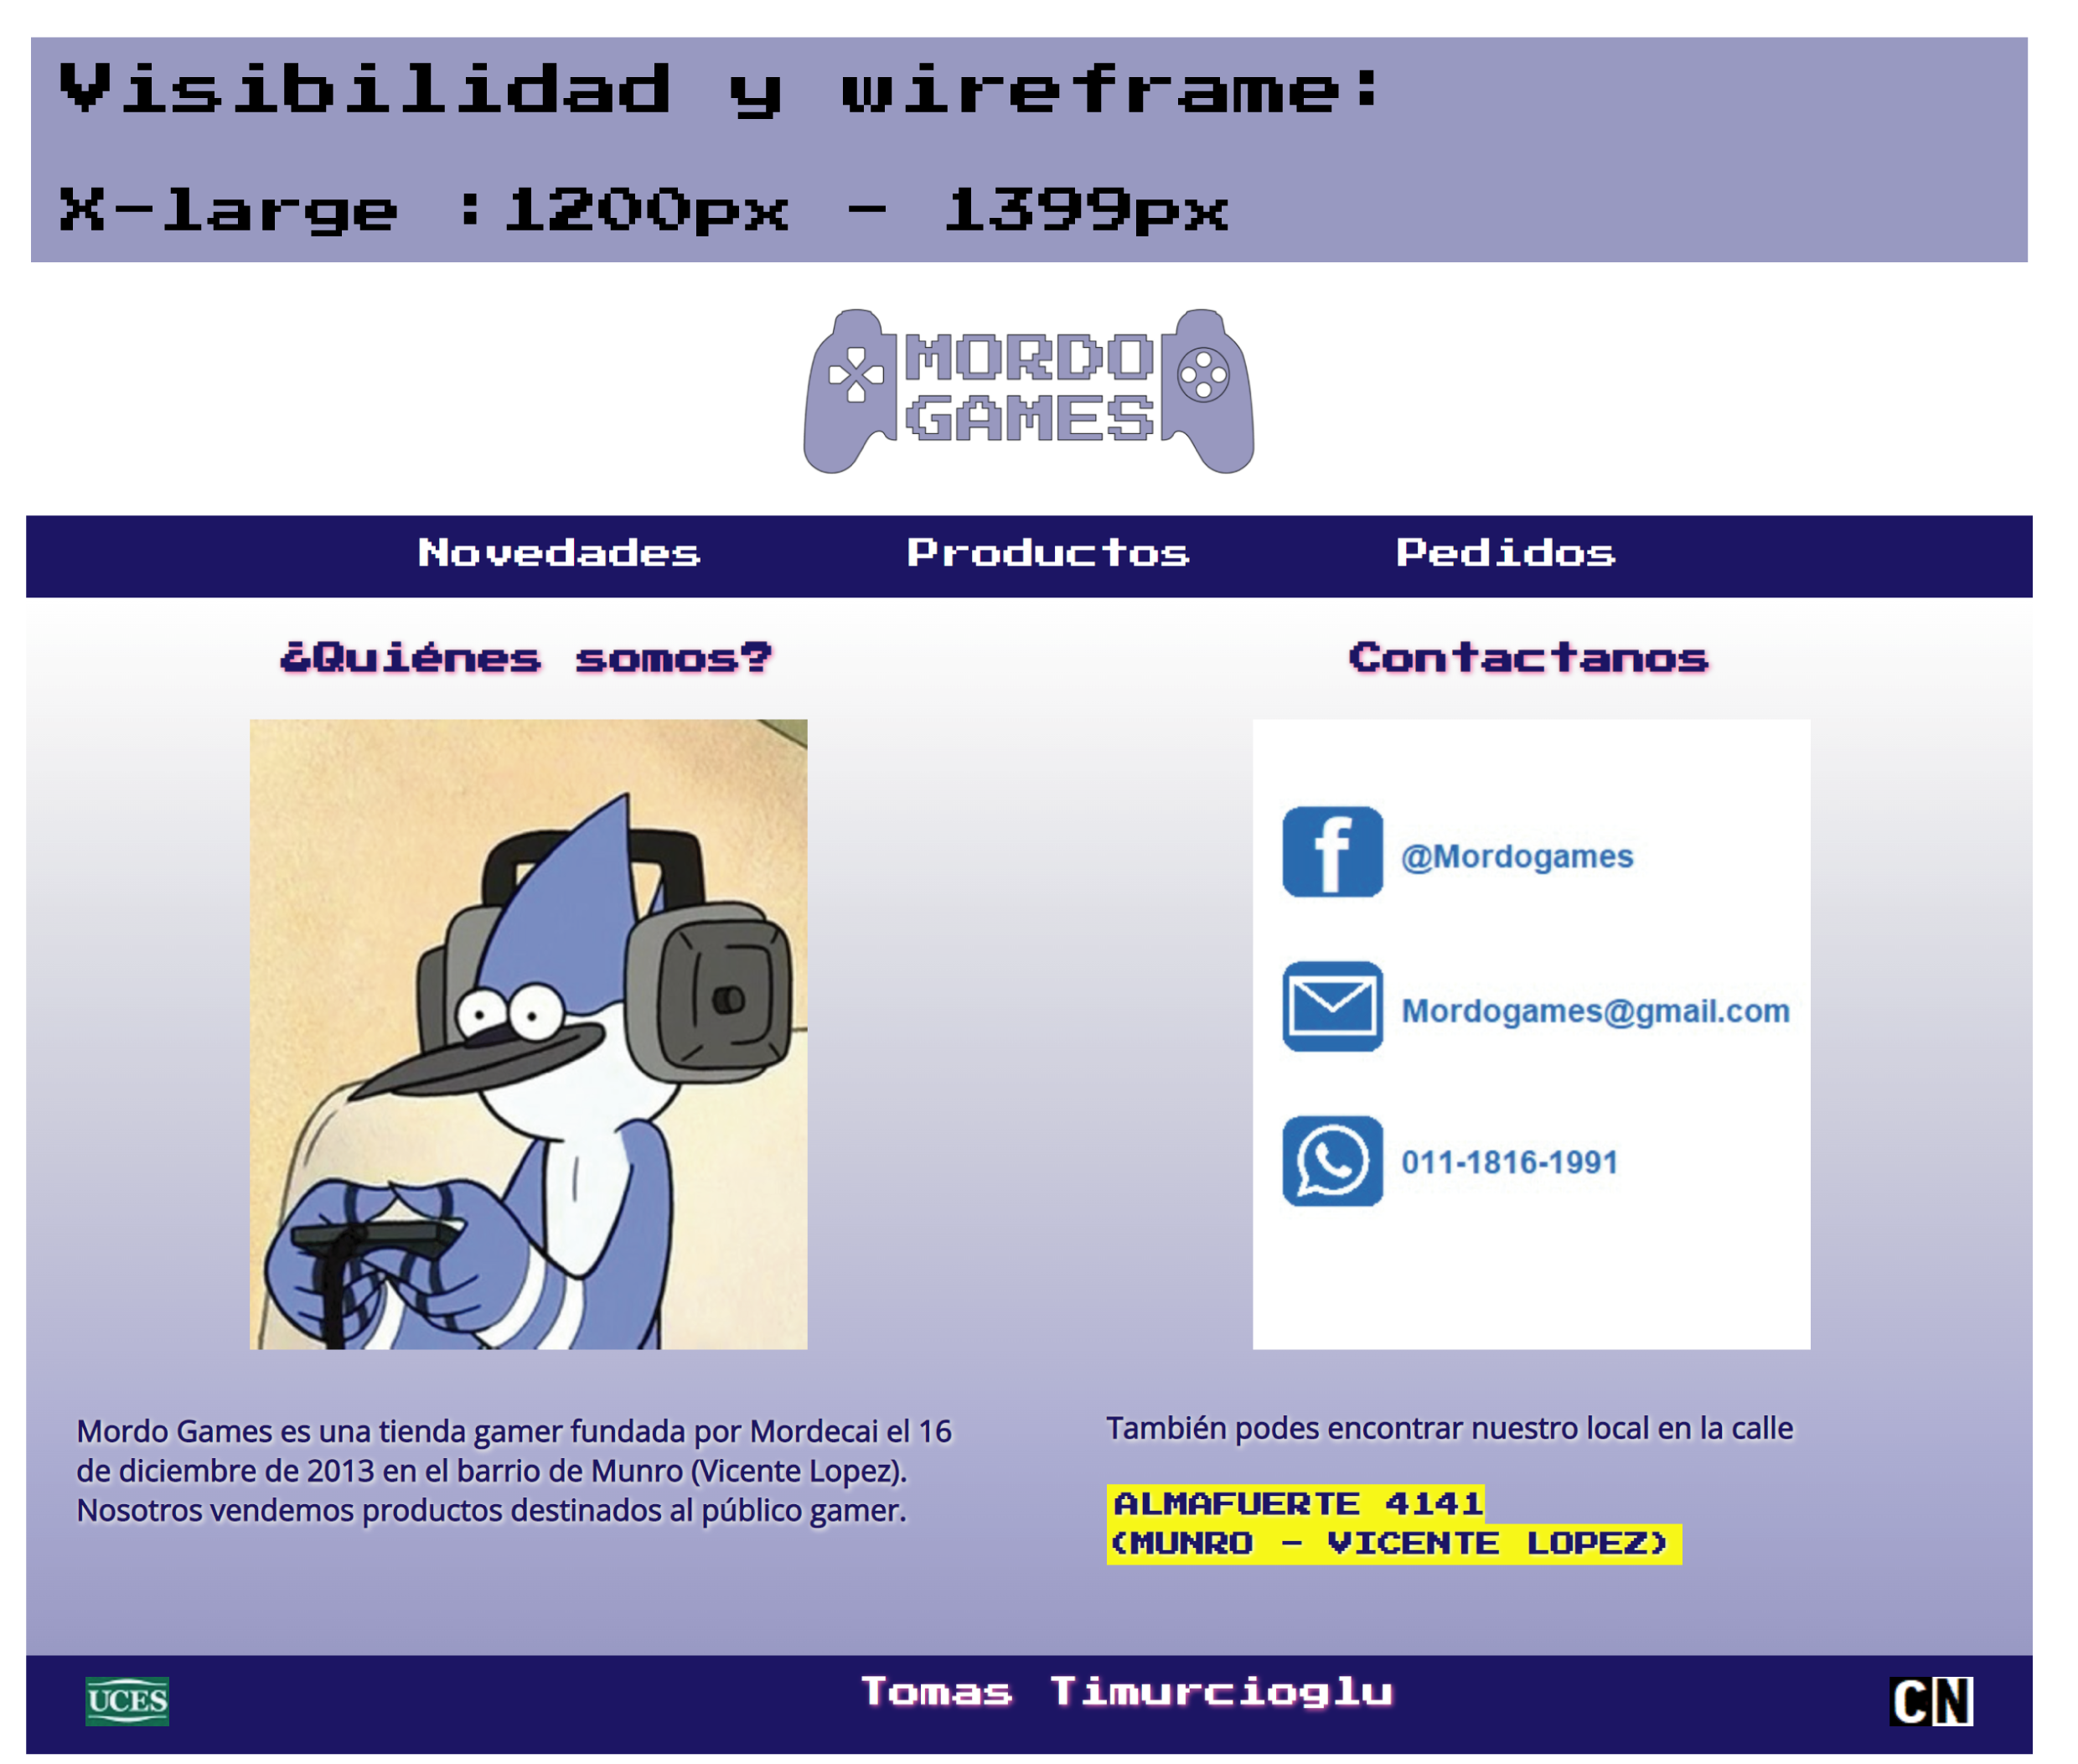 Visibilidad y wireframe:
X-large :1200px - 1399px
MORDO
GAMES
Novedades Productos Pedidos
¿Quiénes somos?
Mordo Games es una tienda gamer fundada por Mordecai el 16
de diciembre de 2013 en el barrio de Munro (Vicente Lopez).
Nosotros vendemos productos destinados al público gamer.
Contactanos
f @Mordogames
Mordogames@gmail.com
011-1816-1991
También podes encontrar nuestro local en la calle
ALMAFUERTE 4141
(MUNRO - VICENTE LOPEZ)
UCES Tomas Timurcioglu CN